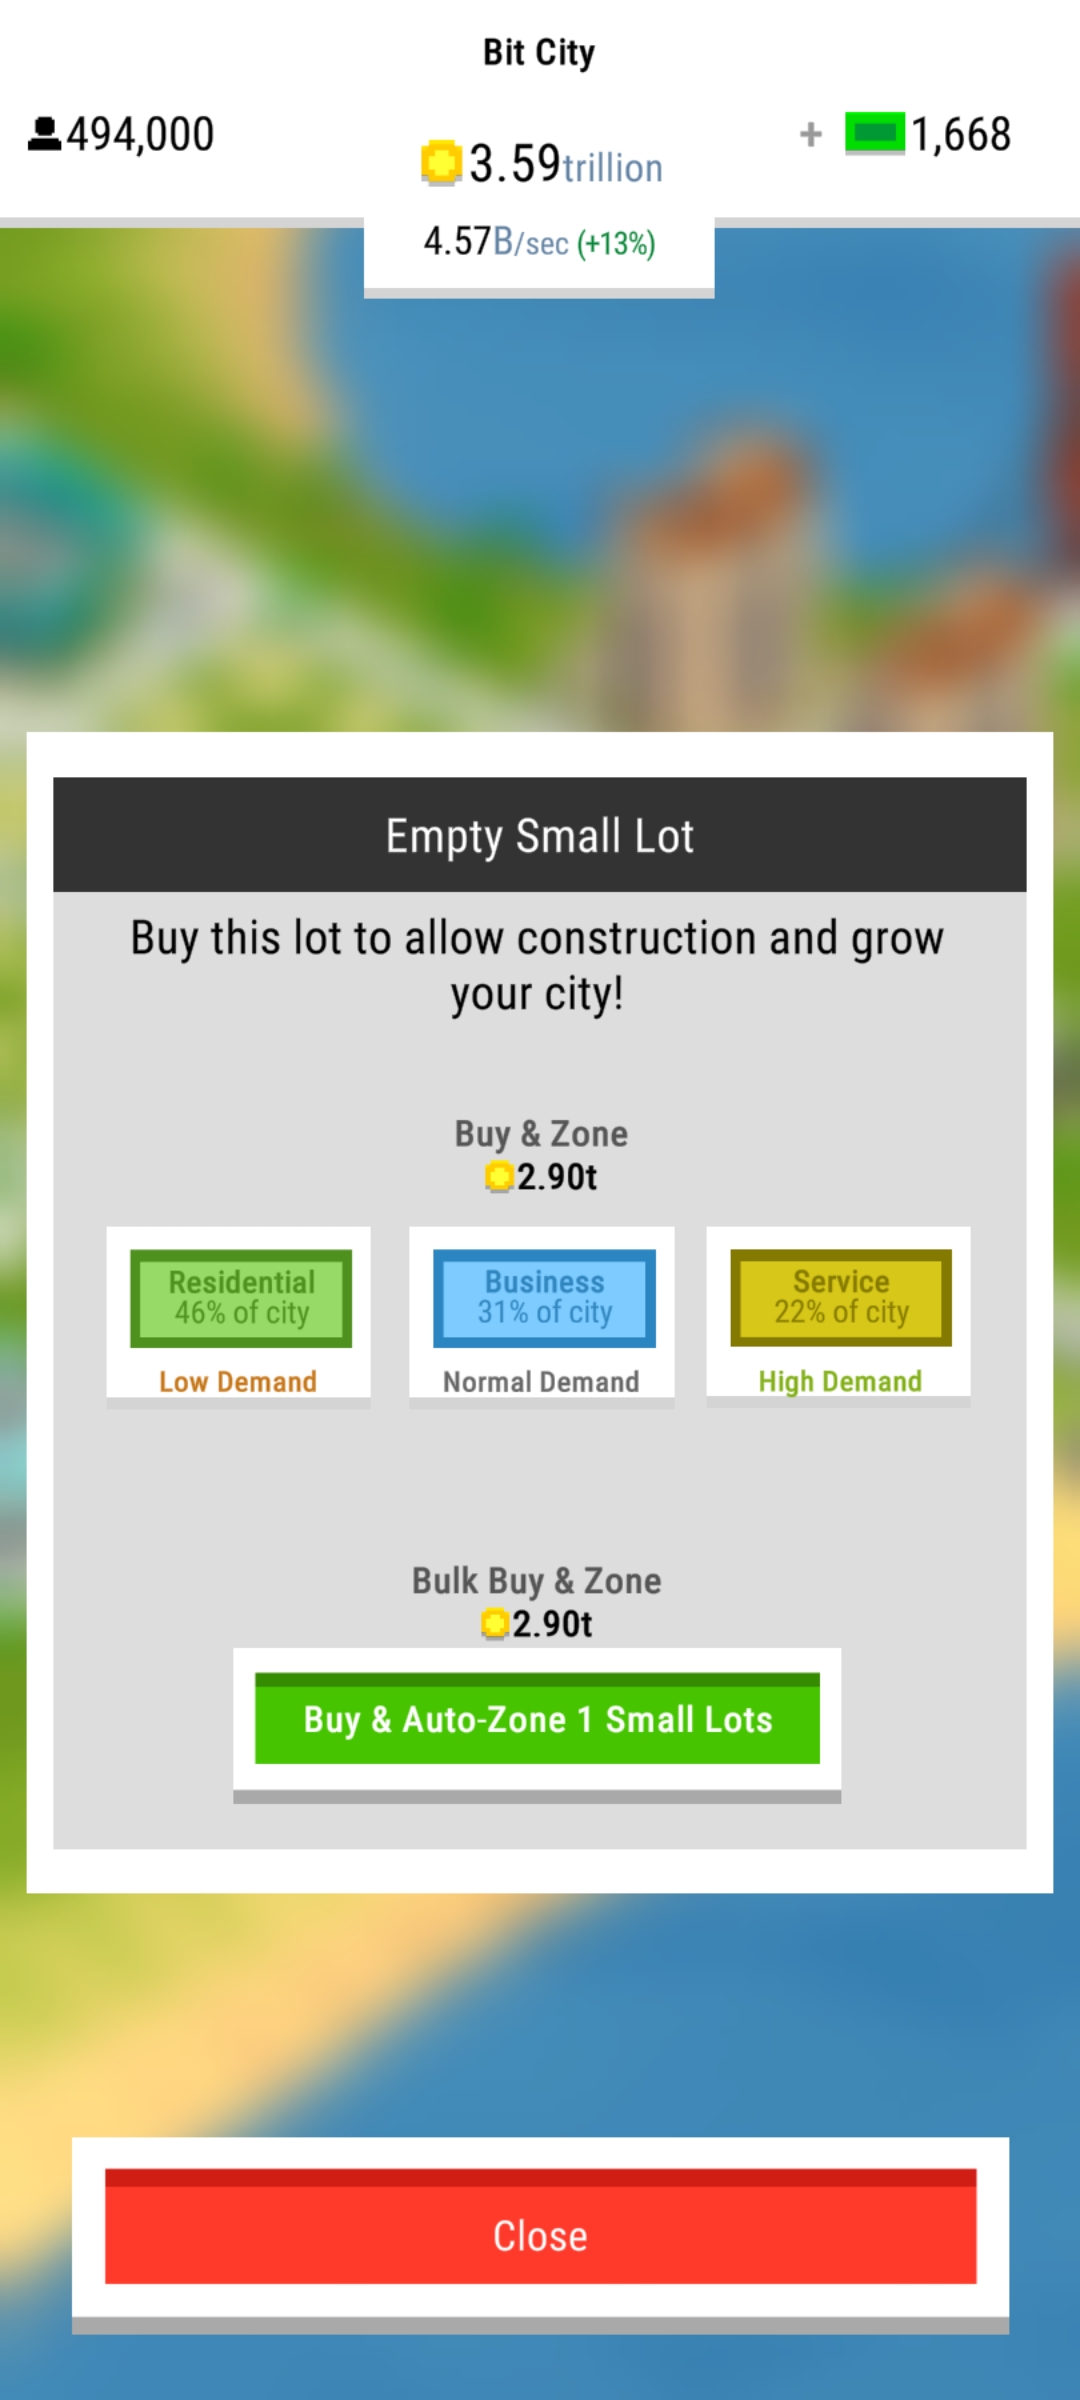 Bit City
494,000
3.59trillion
+ 1,668
4.57B/sec (+13%)
Empty Small Lot
Buy this lot to allow construction and grow
your city!
Buy & Zone
2.90t
Residential
46% of city
Low Demand
Business
31% of city
Normal Demand
Service
22% of city
High Demand
Bulk Buy & Zone
2.90t
Buy & Auto-Zone 1 Small Lots
Close